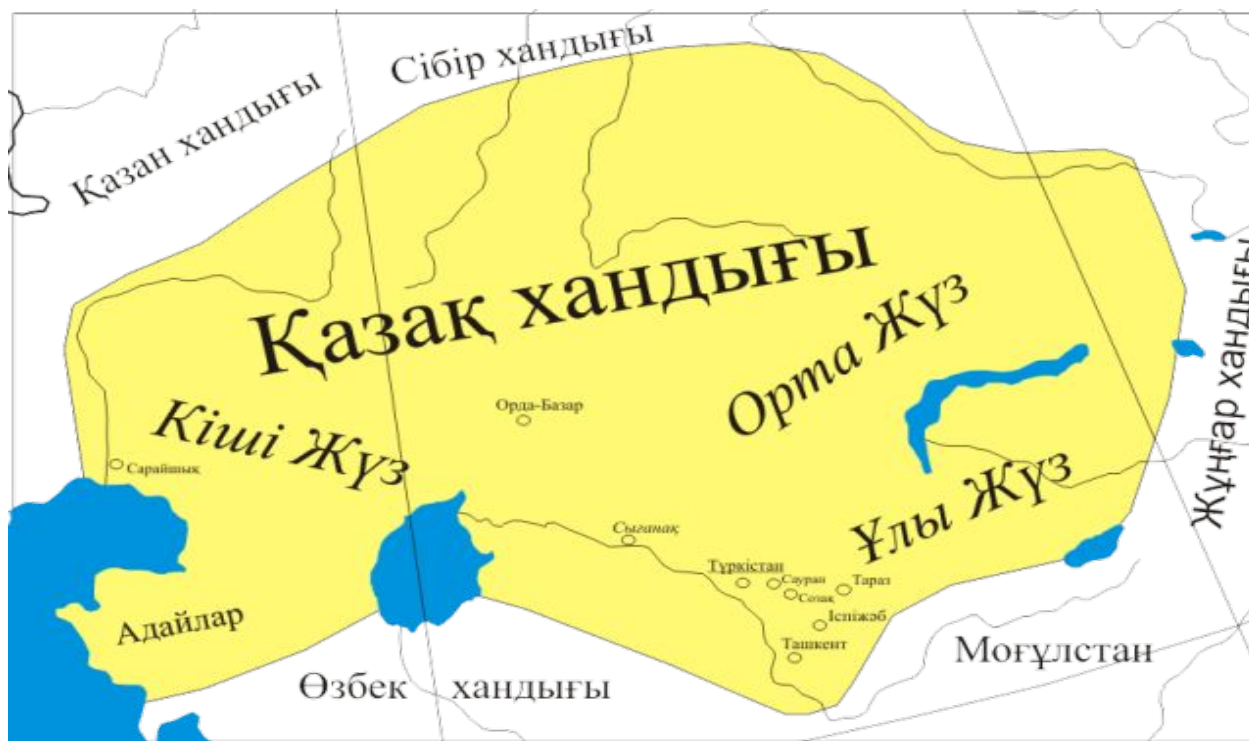 Сібір хандығы
Қазан хандығы
Қазақ хандығы
Орта Жүз
Жұңғар хандығы
Кіші Жүз
Орда-Базар
Сарайшық
Ұлы Жүз
Сығанақ
Түркістан
Сауран
Тараз
Созақ
Адайлар
Іспіжәб
Ташкент
Моғұлстан
Өзбек хандығы